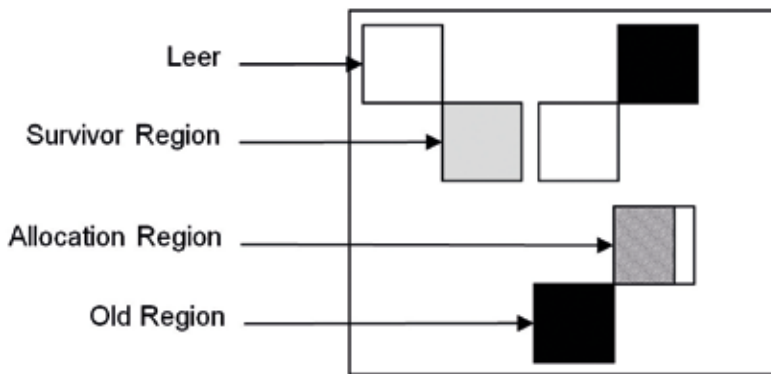 Leer
Survivor Region
Allocation Region
Old Region